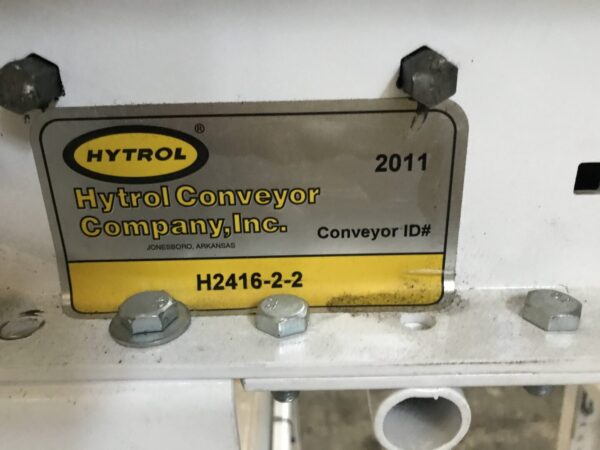 HYTROL ®
2011
Hytrol Conveyor
Company,Inc.
JONESBORO, ARKANSAS
Conveyor ID#
H2416-2-2